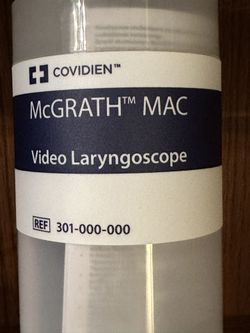 COVIDIEN™
McGRATH™ MAC
Video Laryngoscope
REF 301-000-000